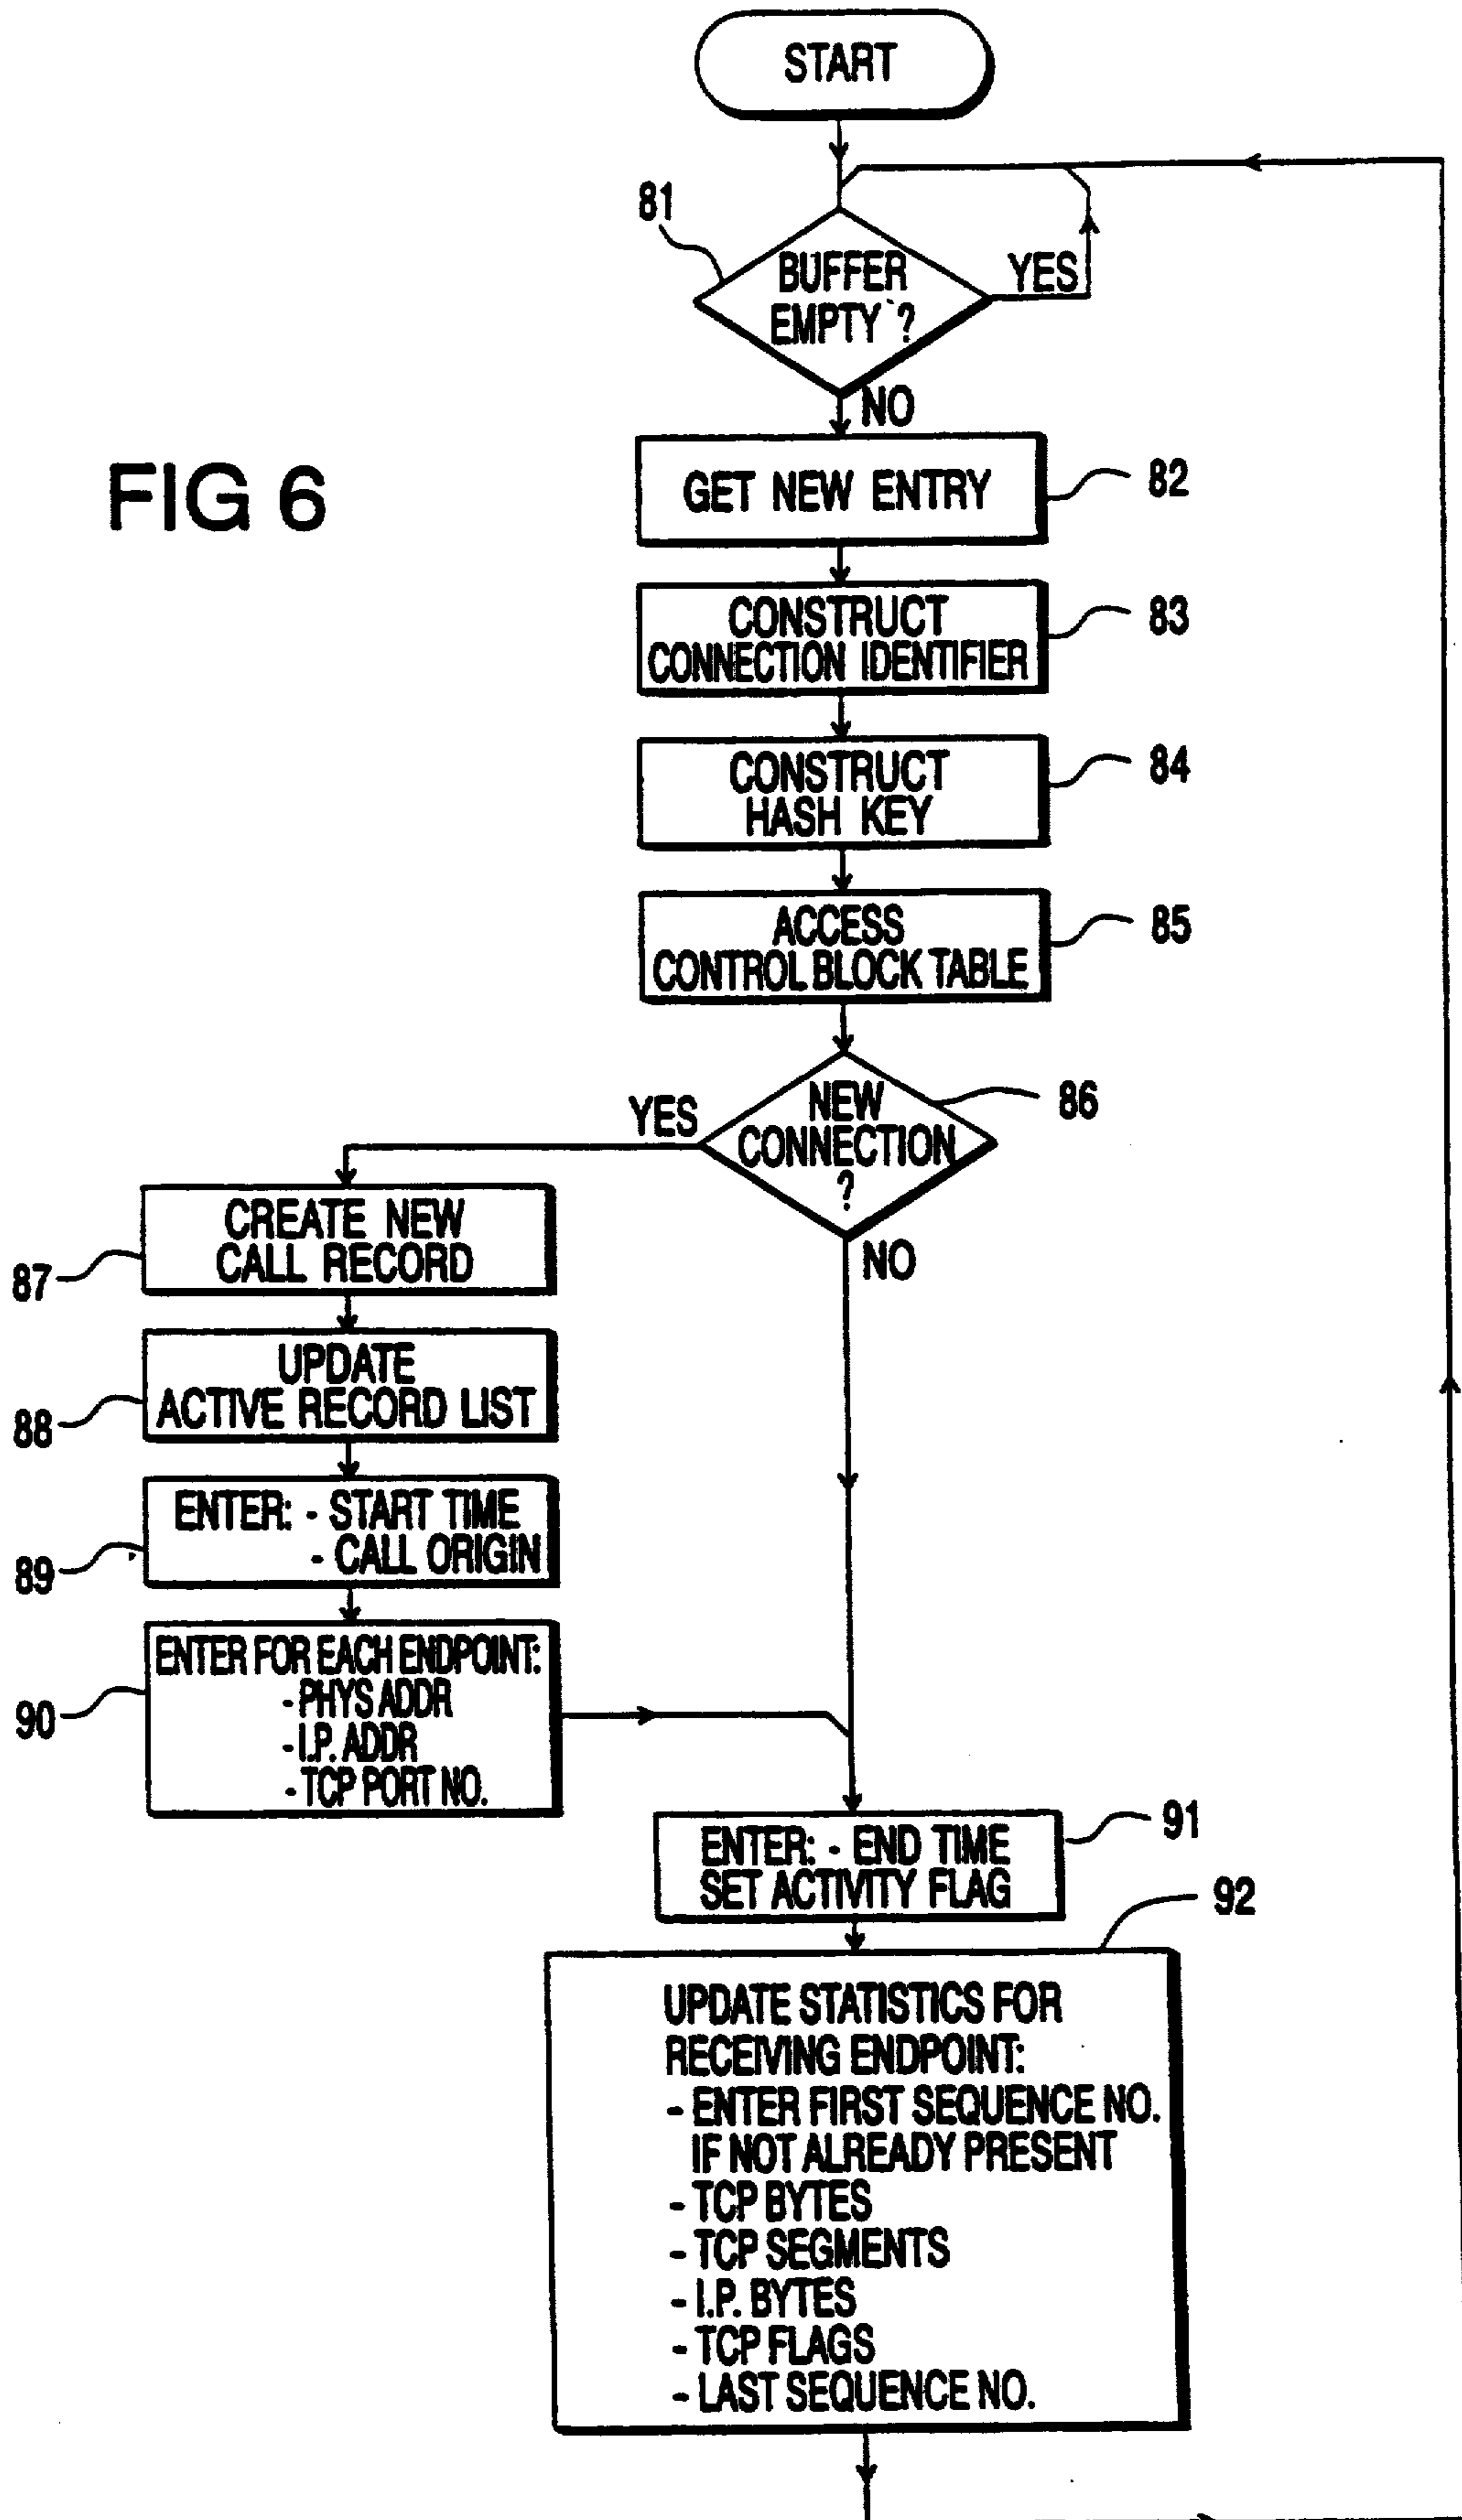 START
81
BUFFER
EMPTY ?
YES
NO
FIG 6
GET NEW ENTRY
82
CONSTRUCT
CONNECTION IDENTIFIER
83
CONSTRUCT
HASH KEY
84
ACCESS
CONTROL BLOCK TABLE
85
NEW
CONNECTION
?
86
YES
NO
CREATE NEW
CALL RECORD
87
UPDATE
ACTIVE RECORD LIST
88
ENTER: - START TIME
- CALL ORIGIN
89
ENTER FOR EACH ENDPOINT:
- PHYS ADDR
- I.P. ADDR
- TCP PORT NO.
90
ENTER: - END TIME
SET ACTIVITY FLAG
91
92
UPDATE STATISTICS FOR
RECEIVING ENDPOINT:
- ENTER FIRST SEQUENCE NO.
IF NOT ALREADY PRESENT
- TCP BYTES
- TCP SEGMENTS
- I.P. BYTES
- TCP FLAGS
- LAST SEQUENCE NO.